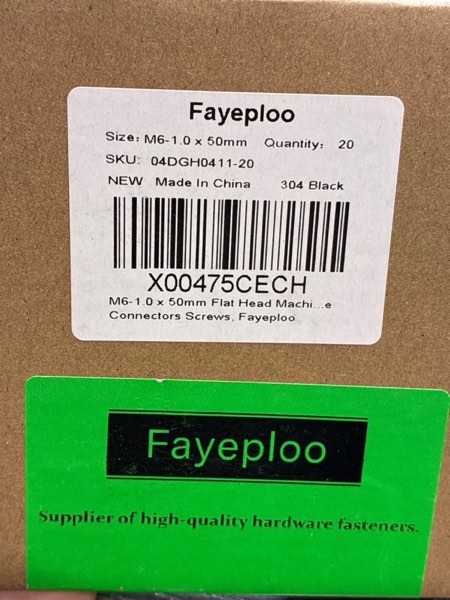 Fayeploo
Size: M6-1.0 x 50mm Quantity: 20
SKU: 04DGH0411-20
NEW Made In China 304 Black
X00475CECH
M6-1.0 x 50mm Flat Head Machi...e
Connectors Screws, Fayeploo
Fayeploo
Supplier of high-quality hardware fasteners.